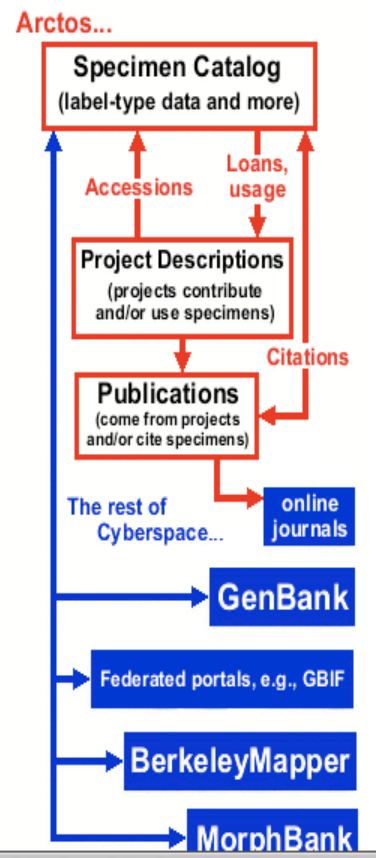 Arctos...
Specimen Catalog
(label-type data and more)
Accessions
Loans,
usage
Project Descriptions
(projects contribute
and/or use specimens)
Citations
Publications
(come from projects
and/or cite specimens)
The rest of
Cyberspace...
online
journals
GenBank
Federated portals, e.g., GBIF
BerkeleyMapper
MorphBank